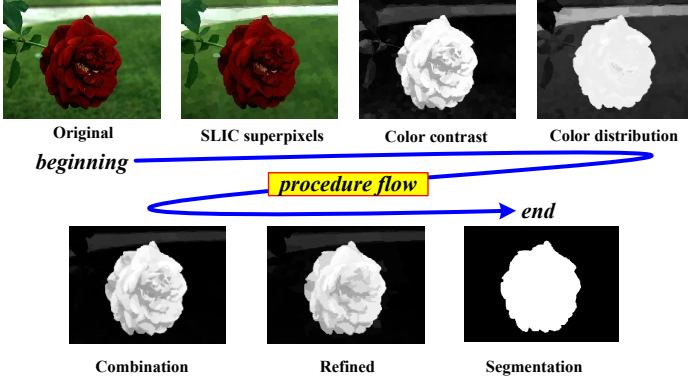 Original
SLIC superpixels
Color contrast
Color distribution
beginning
procedure flow
end
Combination
Refined
Segmentation